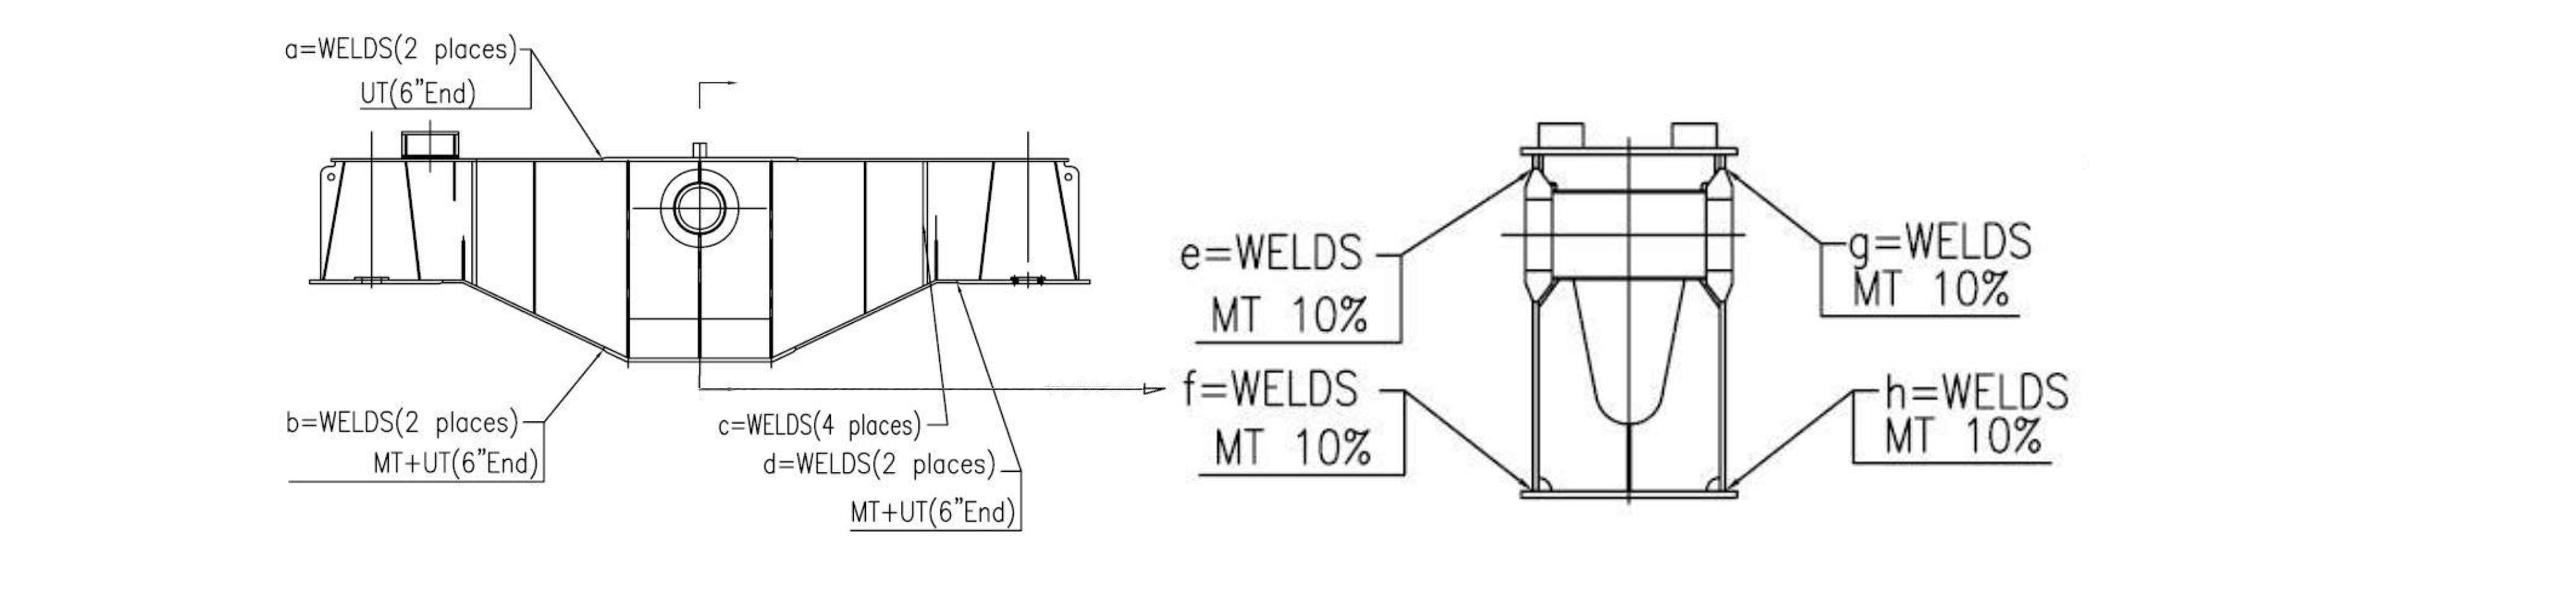 a=WELDS(2 places)
UT(6"End)
b=WELDS(2 places)
MT+UT(6"End)
c=WELDS(4 places)
d=WELDS(2 places)
MT+UT(6"End)
e=WELDS
MT 10%
f=WELDS
MT 10%
g=WELDS
MT 10%
h=WELDS
MT 10%